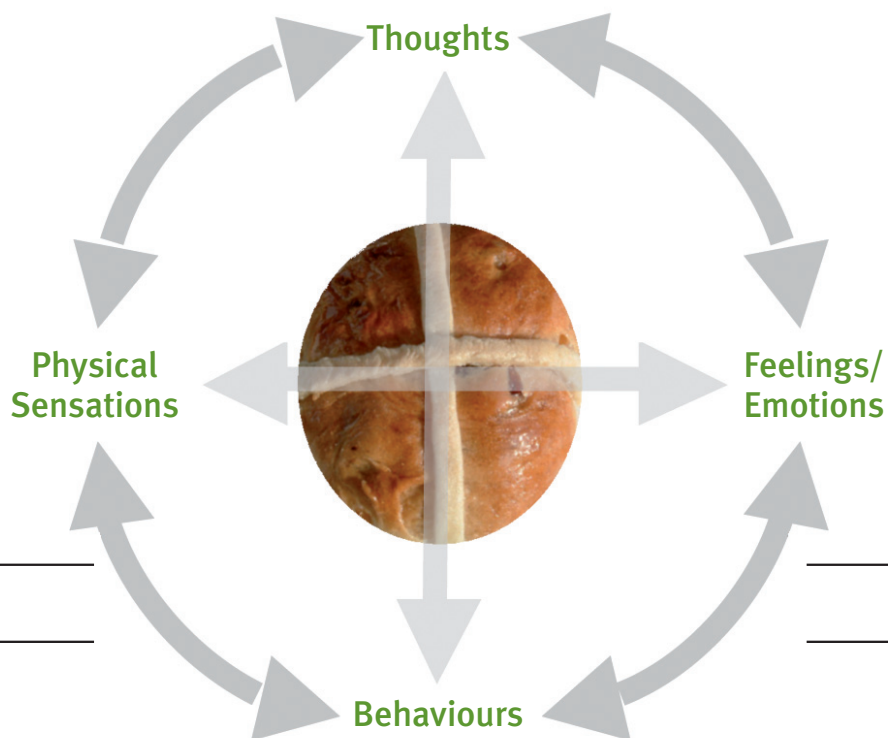 Thoughts
Physical
Sensations
Feelings/
Emotions
Behaviours